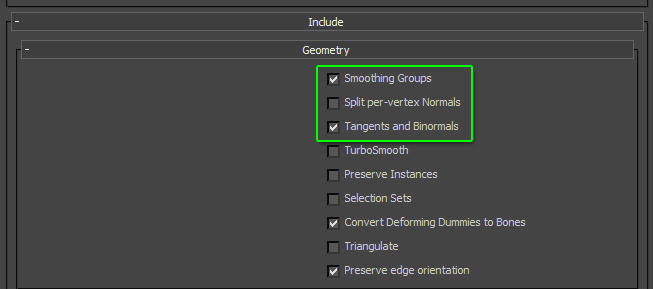 - Include
- Geometry
Smoothing Groups
Split per-vertex Normals
Tangents and Binormals
TurboSmooth
Preserve Instances
Selection Sets
Convert Deforming Dummies to Bones
Triangulate
Preserve edge orientation